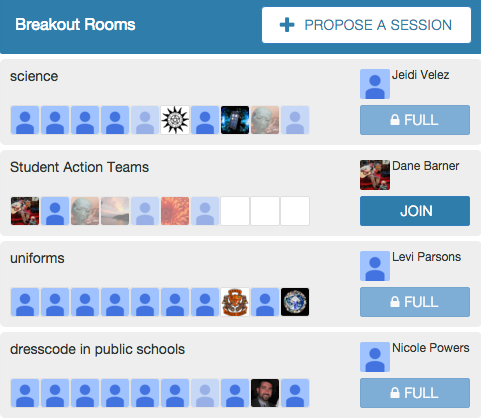 Breakout Rooms
PROPOSE A SESSION
science
Jeidi Velez
FULL
Student Action Teams
Dane Barner
JOIN
uniforms
Levi Parsons
FULL
dresscode in public schools
Nicole Powers
FULL